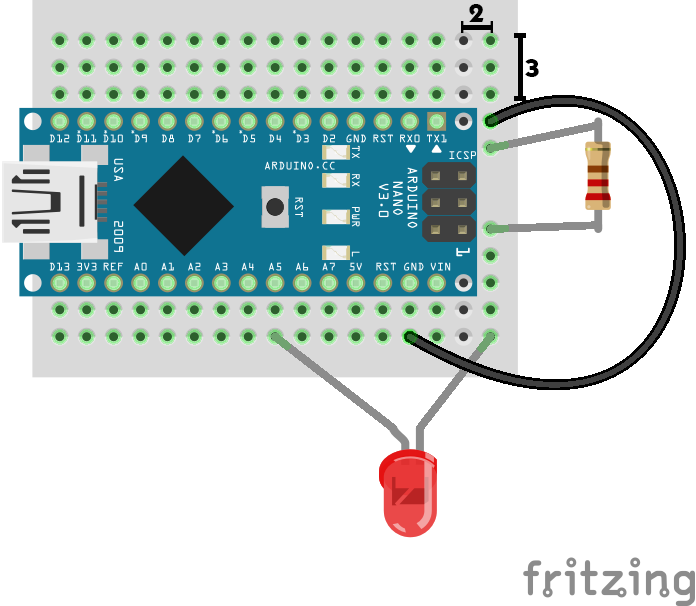 2
3
D12 D11 D10 D9 D8 D7 D6 D5 D4 D3 D2 GND RST RX0 TX1
ICSP
TX
RX
PWR
L
ARDUINO.CC
USA
2009
RST
ARDUINO
NANO
V3.0
1
D13 3V3 REF A0 A1 A2 A3 A4 A5 A6 A7 5V RST GND VIN
fritzing